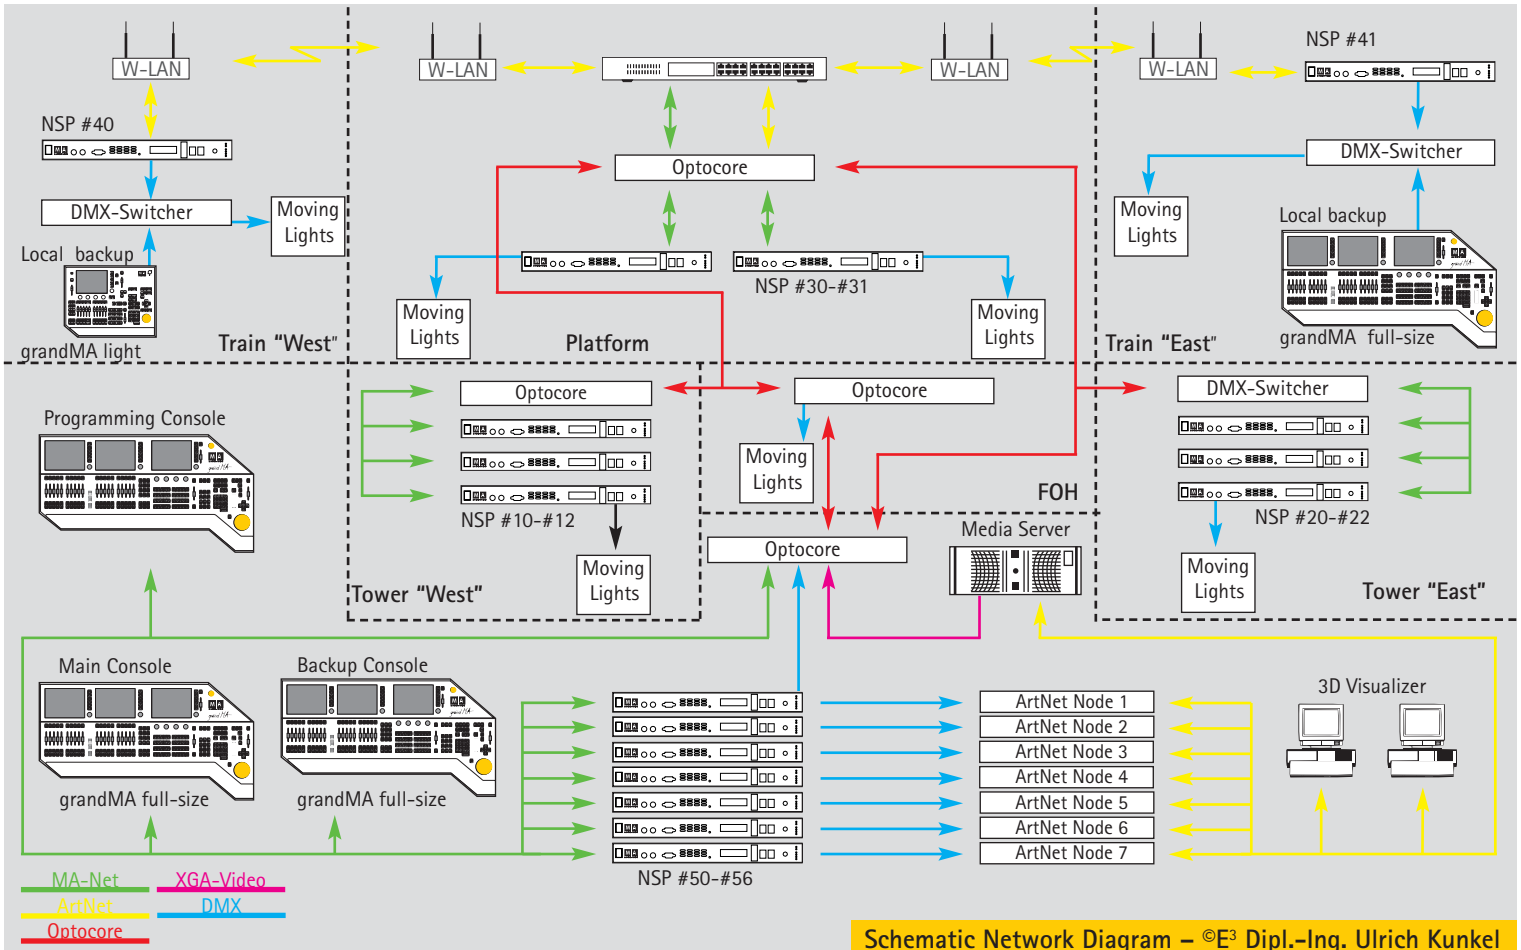 W-LAN
W-LAN
W-LAN
W-LAN
NSP #41
NSP #40
Optocore
DMX-Switcher
DMX-Switcher
Moving
Lights
Moving
Lights
Local backup
Local backup
NSP #30-#31
grandMA
Moving
Lights
Moving
Lights
grandMA light
Train "West"
Platform
Train "East"
grandMA full-size
Optocore
Optocore
DMX-Switcher
Programming Console
grandMA
Moving
Lights
FOH
NSP #10-#12
NSP #20-#22
Media Server
Optocore
Moving
Lights
Moving
Lights
Tower "West"
Tower "East"
Main Console
Backup Console
grandMA
grandMA
3D Visualizer
ArtNet Node 1
ArtNet Node 2
ArtNet Node 3
ArtNet Node 4
ArtNet Node 5
ArtNet Node 6
ArtNet Node 7
grandMA full-size
grandMA full-size
NSP #50-#56
MA-Net
XGA-Video
ArtNet
DMX
Optocore
Schematic Network Diagram – ©E³ Dipl.-Ing. Ulrich Kunkel